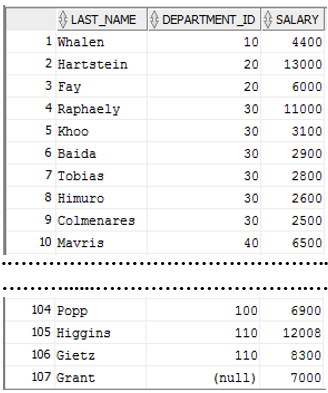 LAST_NAME DEPARTMENT_ID SALARY
1 Whalen 10 4400
2 Hartstein 20 13000
3 Fay 20 6000
4 Raphaely 30 11000
5 Khoo 30 3100
6 Baida 30 2900
7 Tobias 30 2800
8 Himuro 30 2600
9 Colmenares 30 2500
10 Mavris 40 6500
104 Popp 100 6900
105 Higgins 110 12008
106 Gietz 110 8300
107 Grant (null) 7000